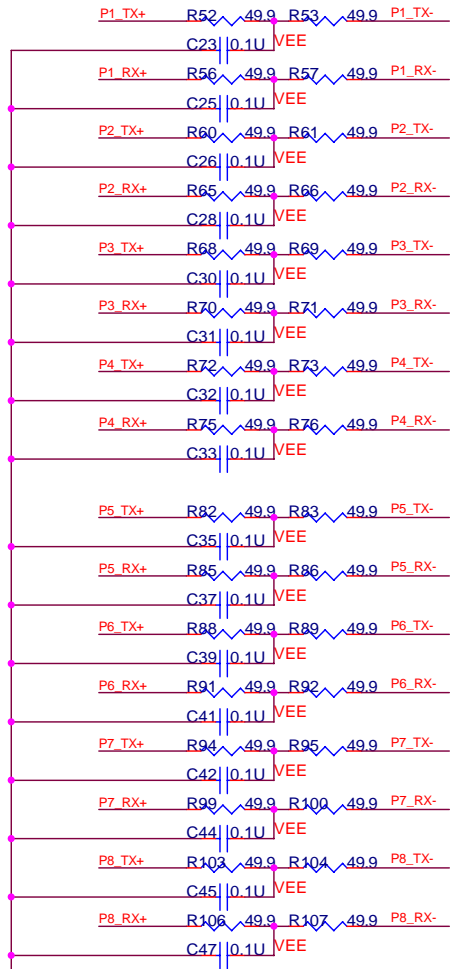 P1_TX+ R52 49.9 R53 49.9 P1_TX-
C23 0.1U VEE
P1_RX+ R56 49.9 R57 49.9 P1_RX-
C25 0.1U VEE
P2_TX+ R60 49.9 R61 49.9 P2_TX-
C26 0.1U VEE
P2_RX+ R65 49.9 R66 49.9 P2_RX-
C28 0.1U VEE
P3_TX+ R68 49.9 R69 49.9 P3_TX-
C30 0.1U VEE
P3_RX+ R70 49.9 R71 49.9 P3_RX-
C31 0.1U VEE
P4_TX+ R72 49.9 R73 49.9 P4_TX-
C32 0.1U VEE
P4_RX+ R75 49.9 R76 49.9 P4_RX-
C33 0.1U VEE
P5_TX+ R82 49.9 R83 49.9 P5_TX-
C35 0.1U VEE
P5_RX+ R85 49.9 R86 49.9 P5_RX-
C37 0.1U VEE
P6_TX+ R88 49.9 R89 49.9 P6_TX-
C39 0.1U VEE
P6_RX+ R91 49.9 R92 49.9 P6_RX-
C41 0.1U VEE
P7_TX+ R94 49.9 R95 49.9 P7_TX-
C42 0.1U VEE
P7_RX+ R99 49.9 R100 49.9 P7_RX-
C44 0.1U VEE
P8_TX+ R103 49.9 R104 49.9 P8_TX-
C45 0.1U VEE
P8_RX+ R106 49.9 R107 49.9 P8_RX-
C47 0.1U VEE